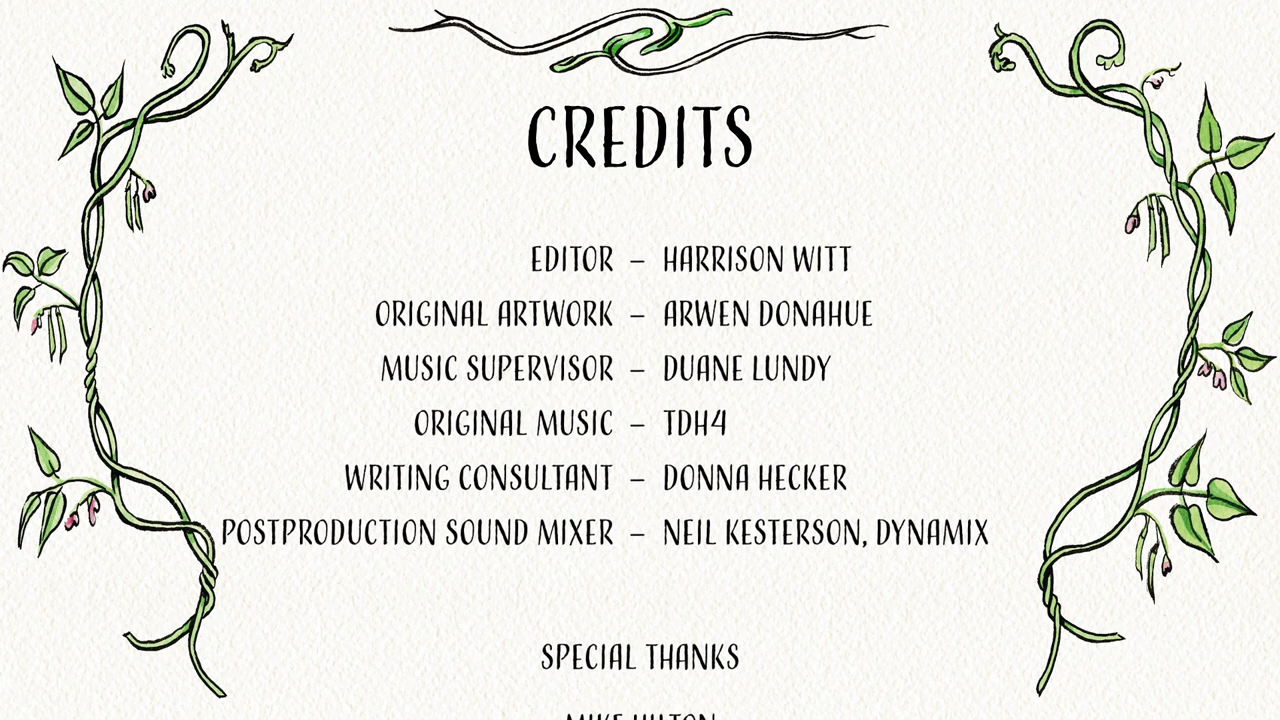 CREDITS
EDITOR – HARRISON WITT
ORIGINAL ARTWORK – ARWEN DONAHUE
MUSIC SUPERVISOR – DUANE LUNDY
ORIGINAL MUSIC – TDH4
WRITING CONSULTANT – DONNA HECKER
POSTPRODUCTION SOUND MIXER – NEIL KESTERSON, DYNAMIX
SPECIAL THANKS